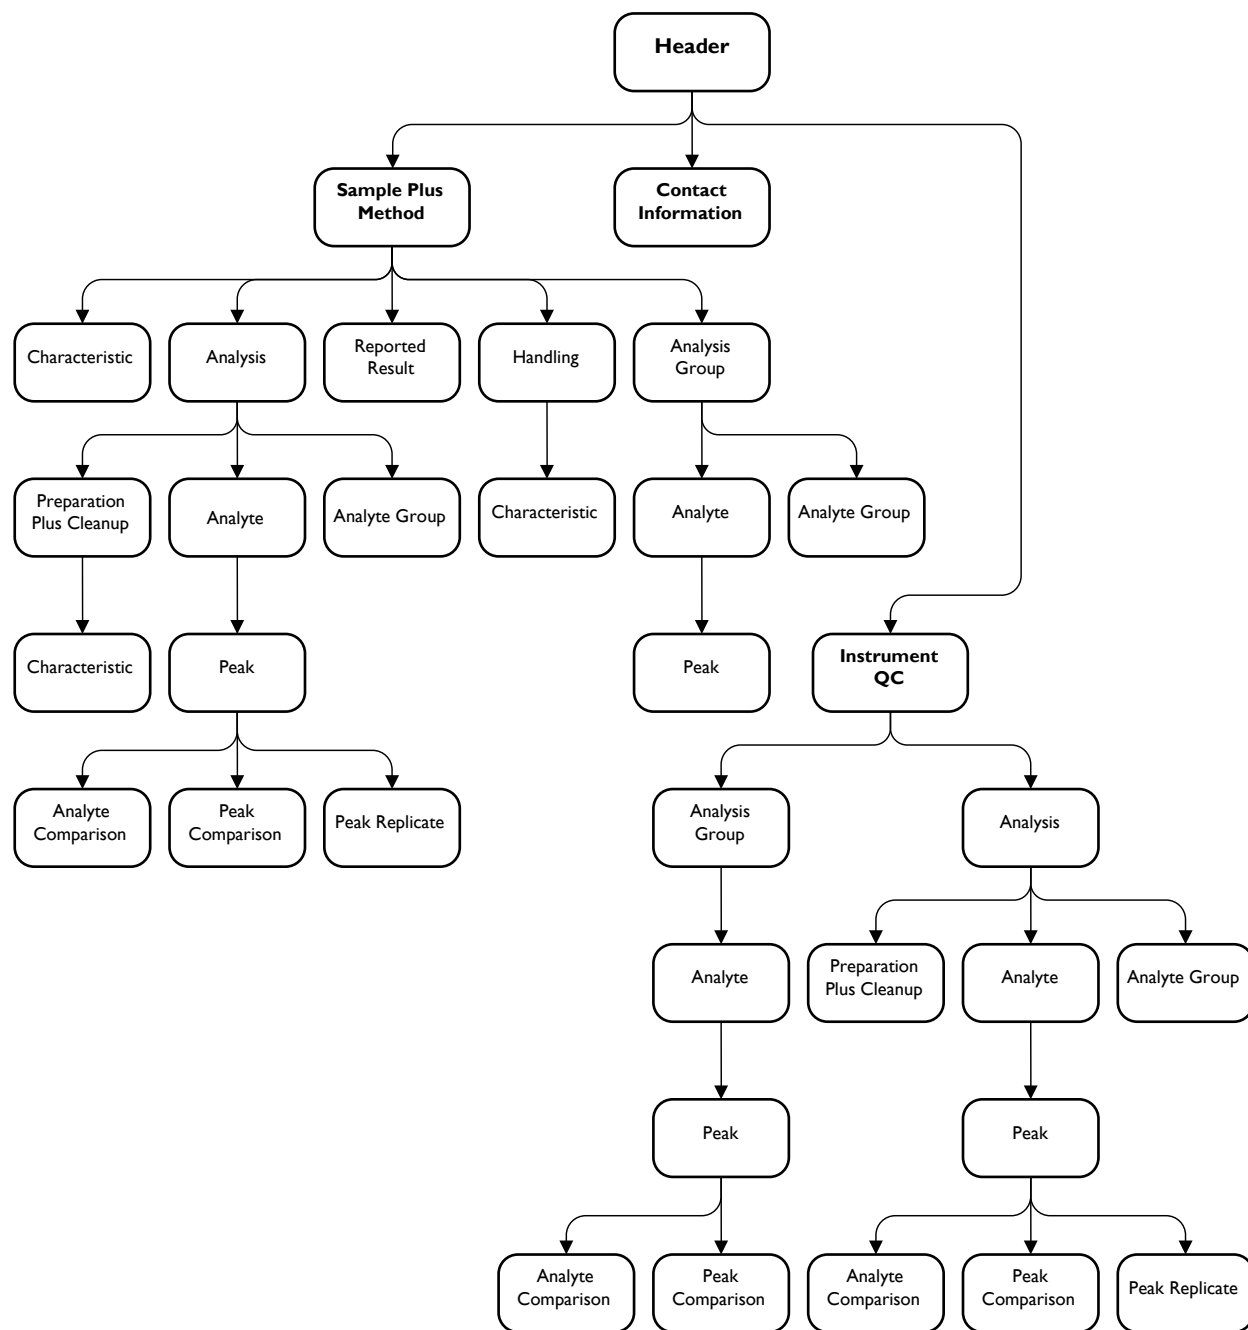 Header
Sample Plus
Method
Contact
Information
Characteristic
Analysis
Reported
Result
Handling
Analysis
Group
Preparation
Plus Cleanup
Analyte
Analyte Group
Characteristic
Analyte
Analyte Group
Characteristic
Peak
Peak
Instrument
QC
Analyte
Comparison
Peak
Comparison
Peak Replicate
Analysis
Group
Analysis
Analyte
Preparation
Plus Cleanup
Analyte
Analyte Group
Peak
Peak
Analyte
Comparison
Peak
Comparison
Analyte
Comparison
Peak
Comparison
Peak Replicate